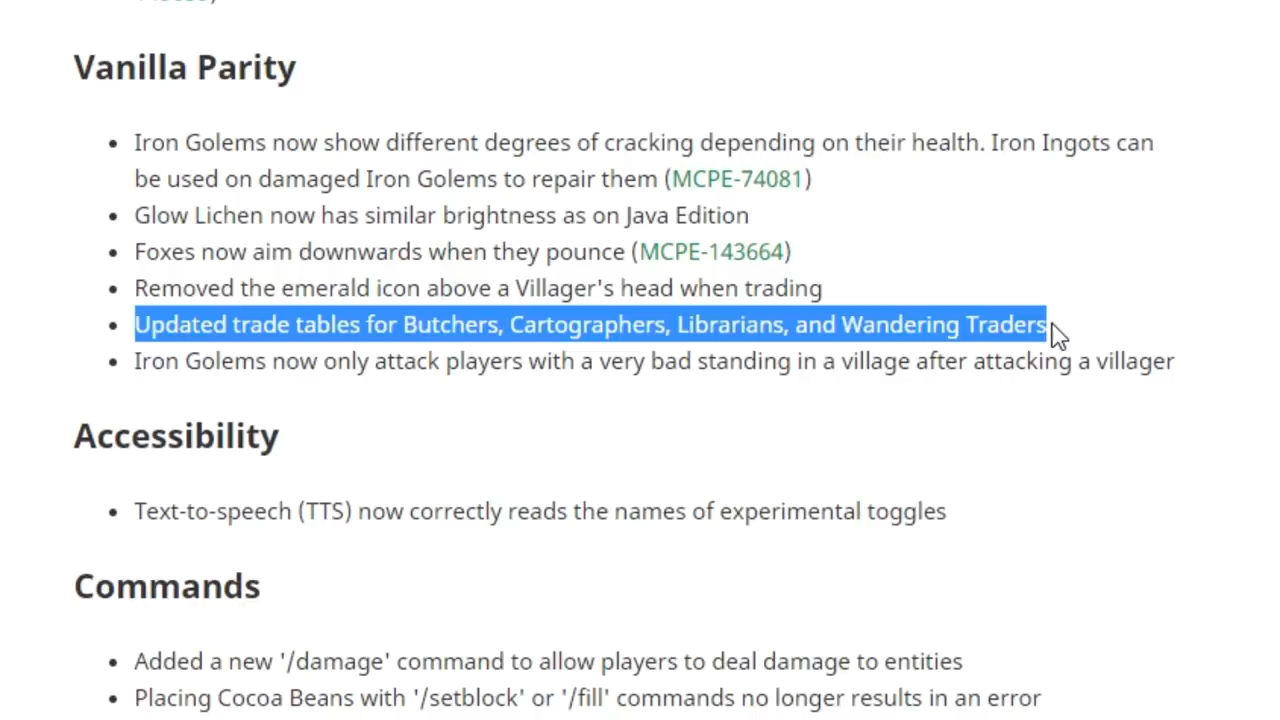 Vanilla Parity
• Iron Golems now show different degrees of cracking depending on their health. Iron Ingots can
be used on damaged Iron Golems to repair them (MCPE-74081)
• Glow Lichen now has similar brightness as on Java Edition
• Foxes now aim downwards when they pounce (MCPE-143664)
• Removed the emerald icon above a Villager's head when trading
• Updated trade tables for Butchers, Cartographers, Librarians, and Wandering Traders
• Iron Golems now only attack players with a very bad standing in a village after attacking a villager
Accessibility
• Text-to-speech (TTS) now correctly reads the names of experimental toggles
Commands
• Added a new '/damage' command to allow players to deal damage to entities
• Placing Cocoa Beans with '/setblock' or '/fill' commands no longer results in an error